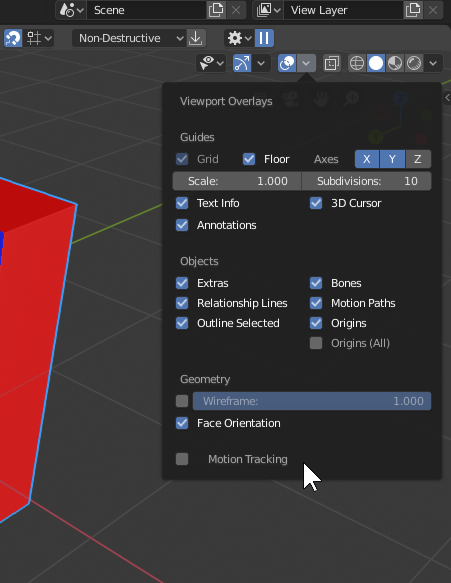 Scene View Layer
Non-Destructive
Viewport Overlays
Guides
Grid Floor Axes X Y Z
Scale: 1.000 Subdivisions: 10
Text Info 3D Cursor
Annotations
Objects
Extras Bones
Relationship Lines Motion Paths
Outline Selected Origins
Origins (All)
Geometry
Wireframe: 1.000
Face Orientation
Motion Tracking